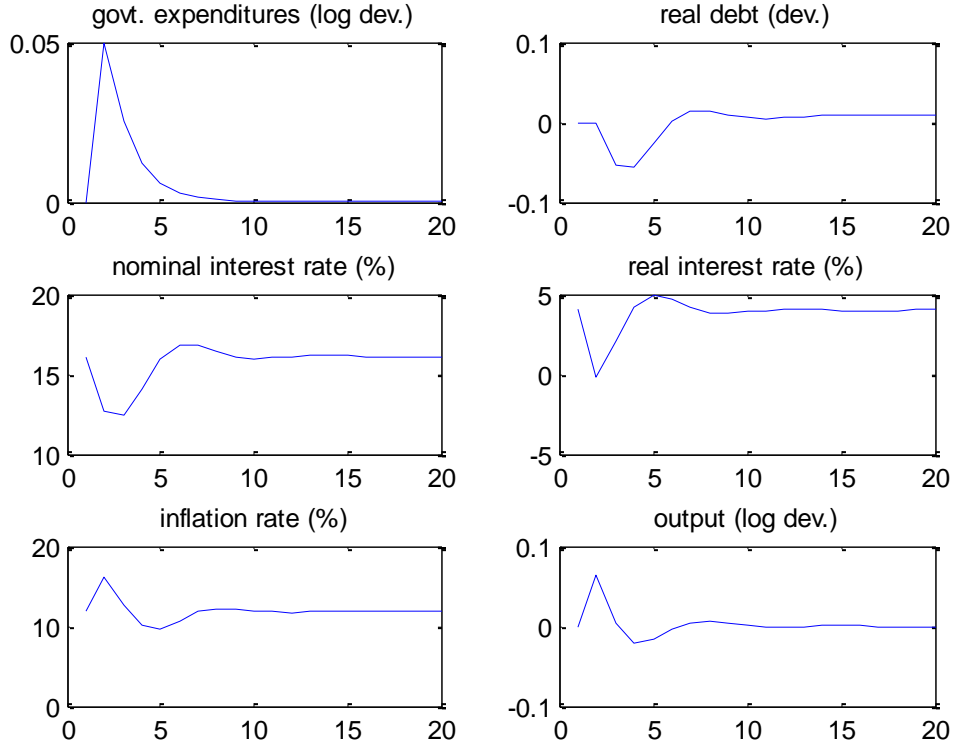 govt. expenditures (log dev.)
0.05
0
0 5 10 15 20
real debt (dev.)
0.1
0
-0.1
0 5 10 15 20
nominal interest rate (%)
20
15
10
0 5 10 15 20
real interest rate (%)
5
0
-5
0 5 10 15 20
inflation rate (%)
20
10
0
0 5 10 15 20
output (log dev.)
0.1
0
-0.1
0 5 10 15 20